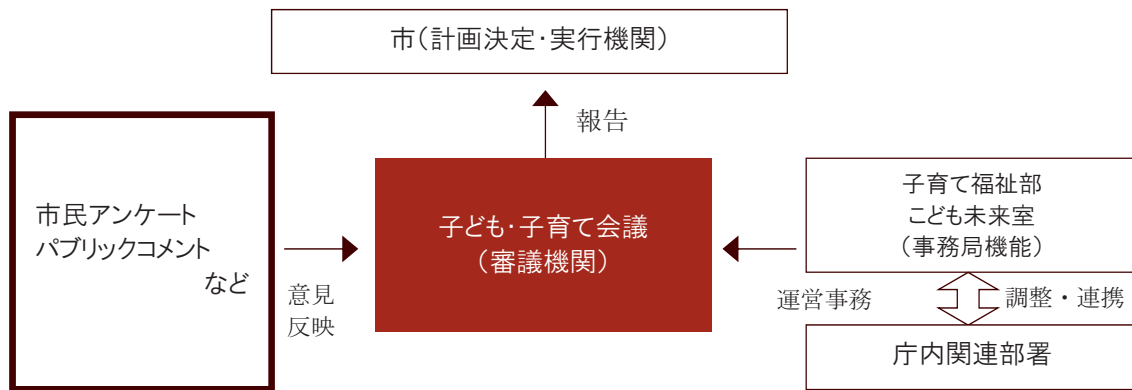 市（計画決定・実行機関）
報告
市民アンケート
パブリックコメント
など
意見
反映
子ども・子育て会議
（審議機関）
子育て福祉部
こども未来室
（事務局機能）
運営事務
調整・連携
庁内関連部署